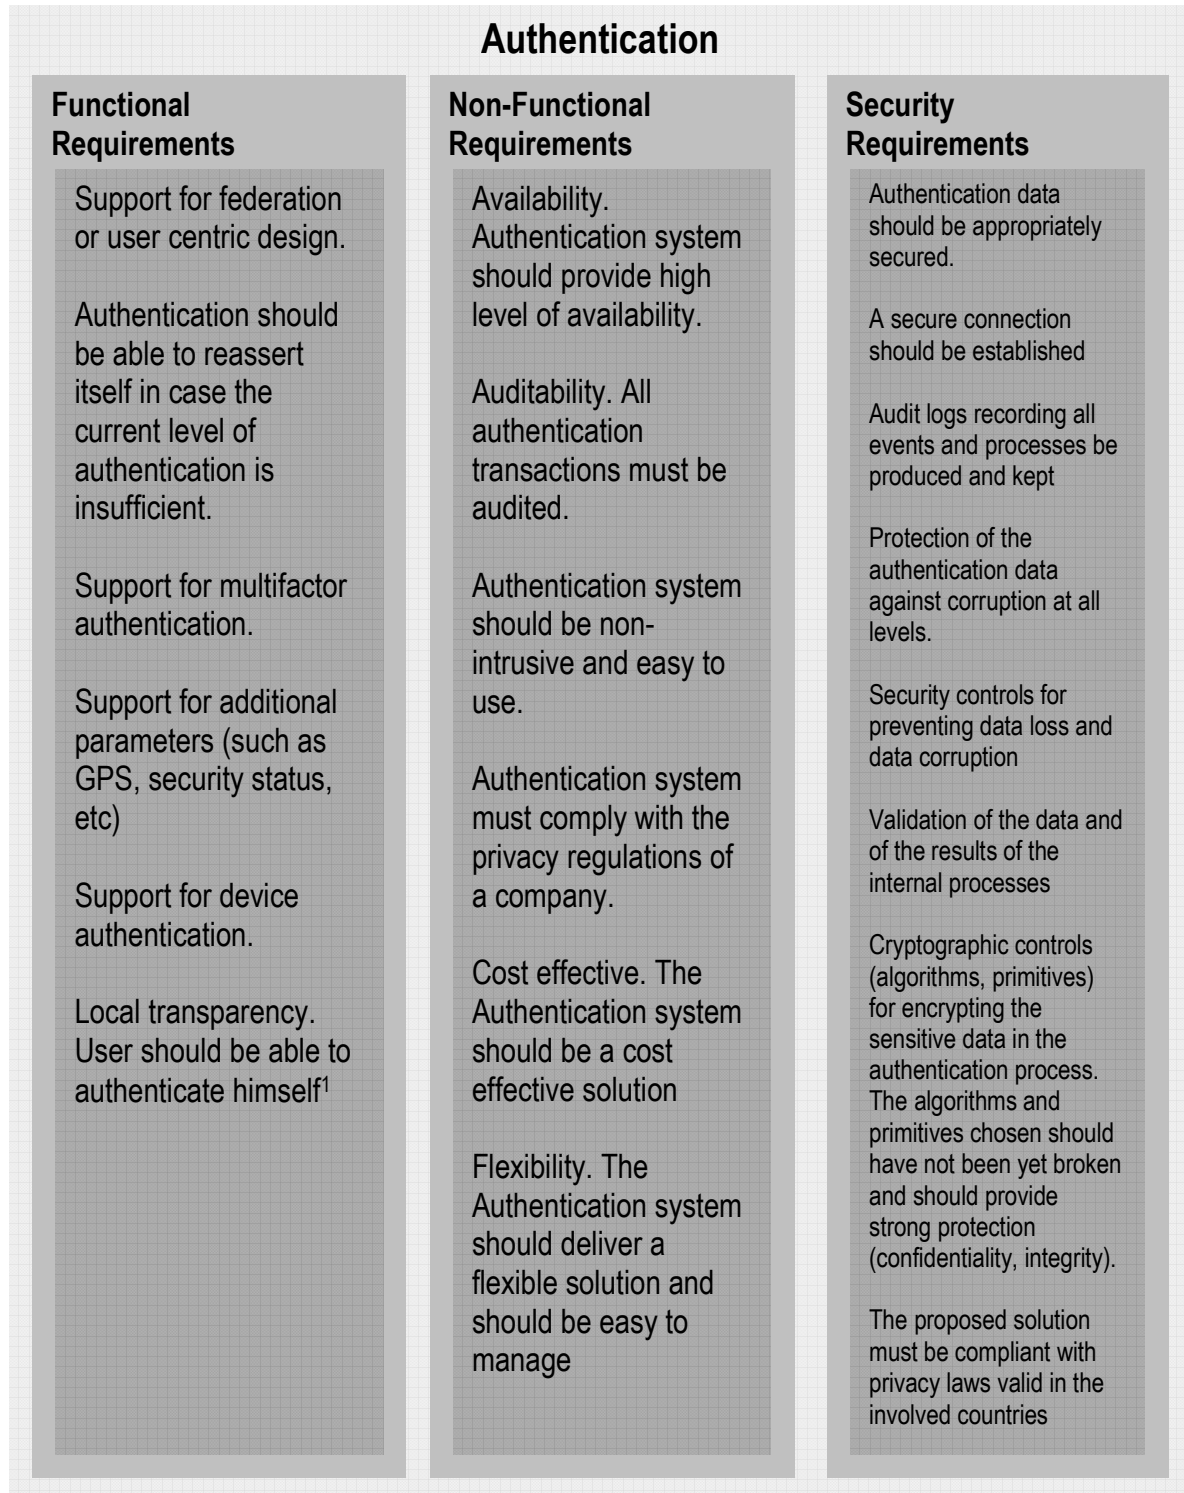 Authentication
Functional
Requirements
Support for federation
or user centric design.
Authentication should
be able to reassert
itself in case the
current level of
authentication is
insufficient.
Support for multifactor
authentication.
Support for additional
parameters (such as
GPS, security status,
etc)
Support for device
authentication.
Local transparency.
User should be able to
authenticate himself¹
Non-Functional
Requirements
Availability.
Authentication system
should provide high
level of availability.
Auditability. All
authentication
transactions must be
audited.
Authentication system
should be non-
intrusive and easy to
use.
Authentication system
must comply with the
privacy regulations of
a company.
Cost effective. The
Authentication system
should be a cost
effective solution
Flexibility. The
Authentication system
should deliver a
flexible solution and
should be easy to
manage
Security
Requirements
Authentication data
should be appropriately
secured.
A secure connection
should be established
Audit logs recording all
events and processes be
produced and kept
Protection of the
authentication data
against corruption at all
levels.
Security controls for
preventing data loss and
data corruption
Validation of the data and
of the results of the
internal processes
Cryptographic controls
(algorithms, primitives)
for encrypting the
sensitive data in the
authentication process.
The algorithms and
primitives chosen should
have not been yet broken
and should provide
strong protection
(confidentiality, integrity).
The proposed solution
must be compliant with
privacy laws valid in the
involved countries